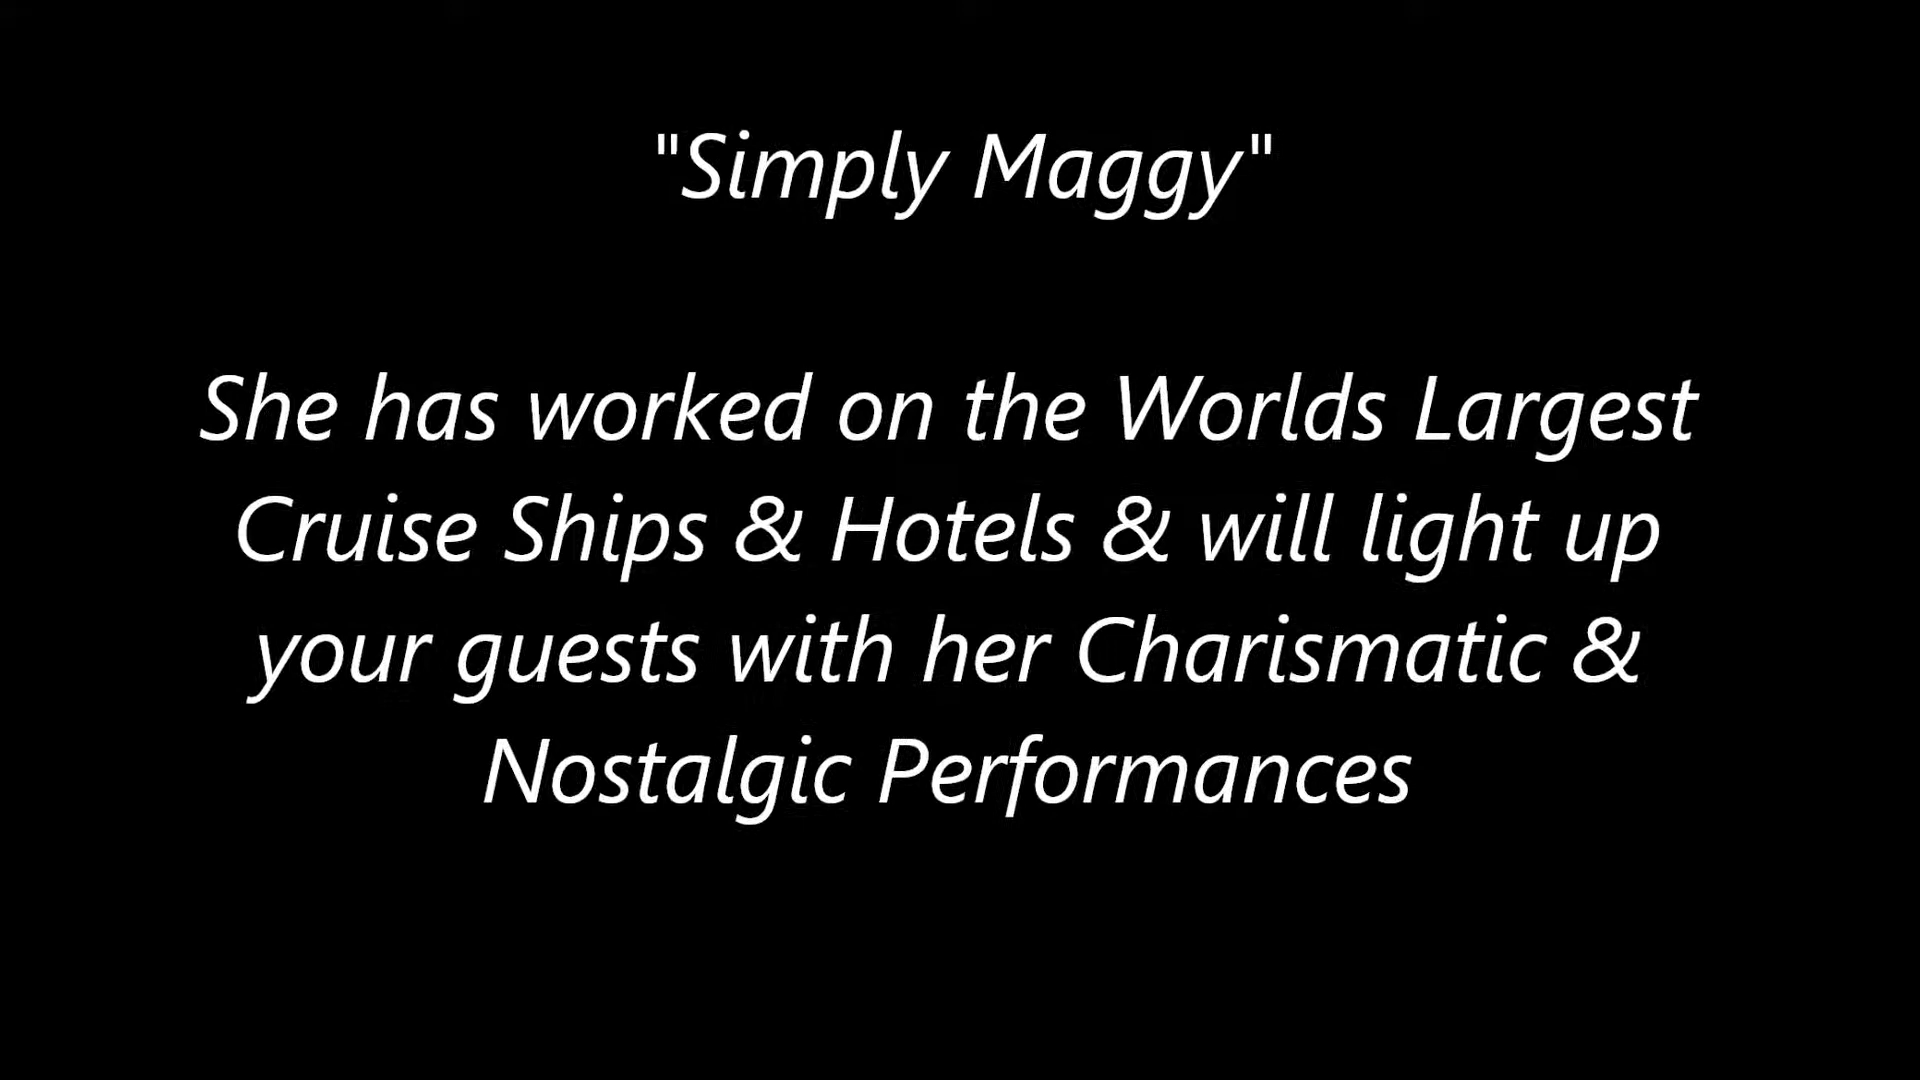 "Simply Maggy"
She has worked on the Worlds Largest
Cruise Ships & Hotels & will light up
your guests with her Charismatic &
Nostalgic Performances